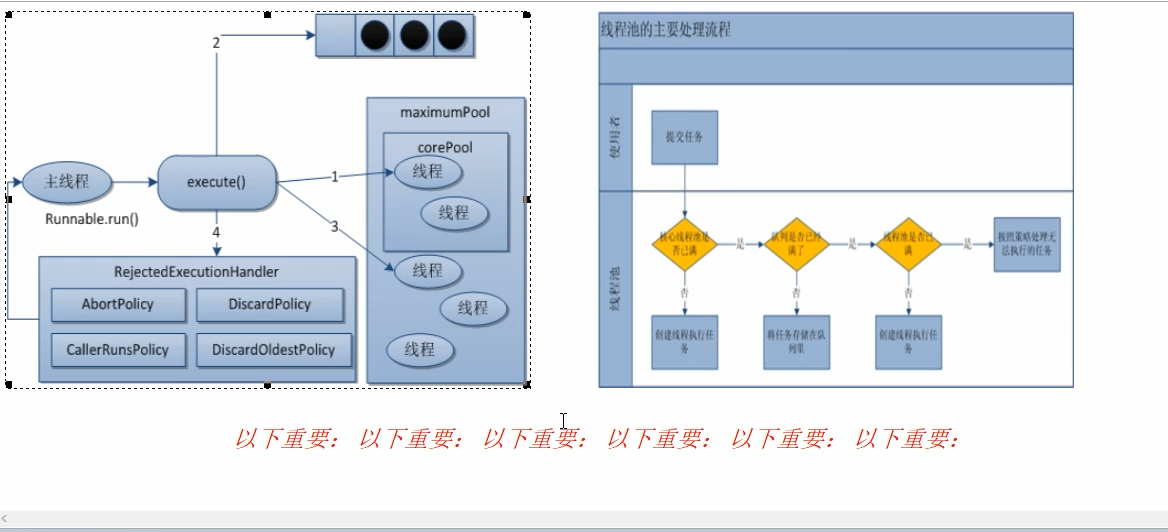 2
maximumPool
corePool
线程
线程
线程
线程
线程
主线程
Runnable.run()
execute()
1
3
4
RejectedExecutionHandler
AbortPolicy
DiscardPolicy
CallerRunsPolicy
DiscardOldestPolicy
线程池的主要处理流程
使用者
提交任务
线程池
核心线程池是
否已满
是
队列是否已经
满了
是
线程池是否已
满
是
按照策略处理无
法执行的任务
否
否
否
创建线程执行任
务
将任务存储在队
列里
创建线程执行任
务
以下重要： 以下重要： 以下重要： 以下重要： 以下重要： 以下重要：